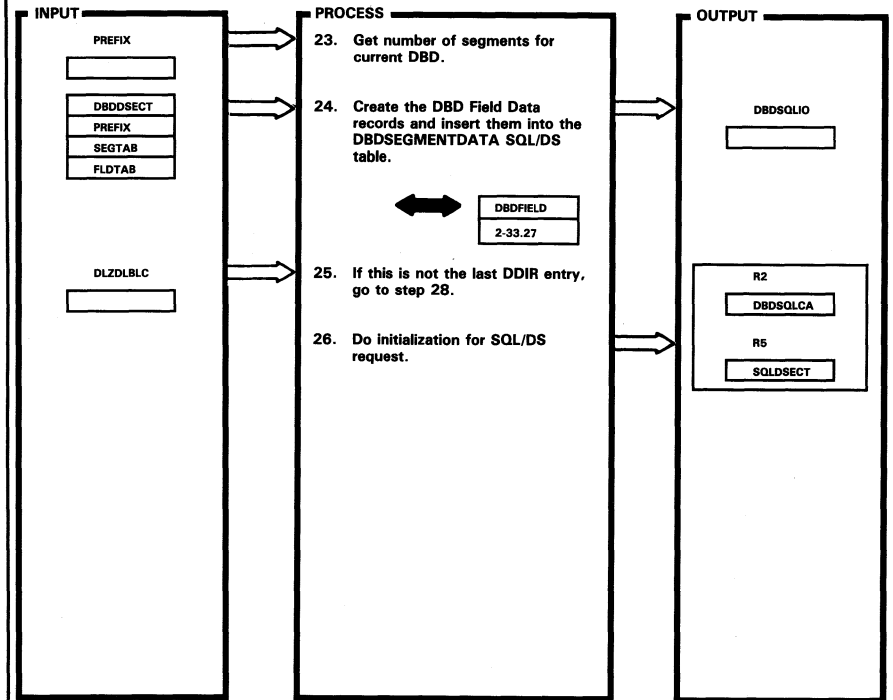 INPUT
PREFIX
DBDDSECT
PREFIX
SEGTAB
FLDTAB
DLZDLBLC
PROCESS
23. Get number of segments for
current DBD.
24. Create the DBD Field Data
records and insert them into the
DBDSEGMENTDATA SQL/DS
table.
DBDFIELD
2-33.27
25. If this is not the last DDIR entry,
go to step 28.
26. Do initialization for SQL/DS
request.
OUTPUT
DBDSQLIO
R2
DBDSQLCA
R5
SQLDSECT